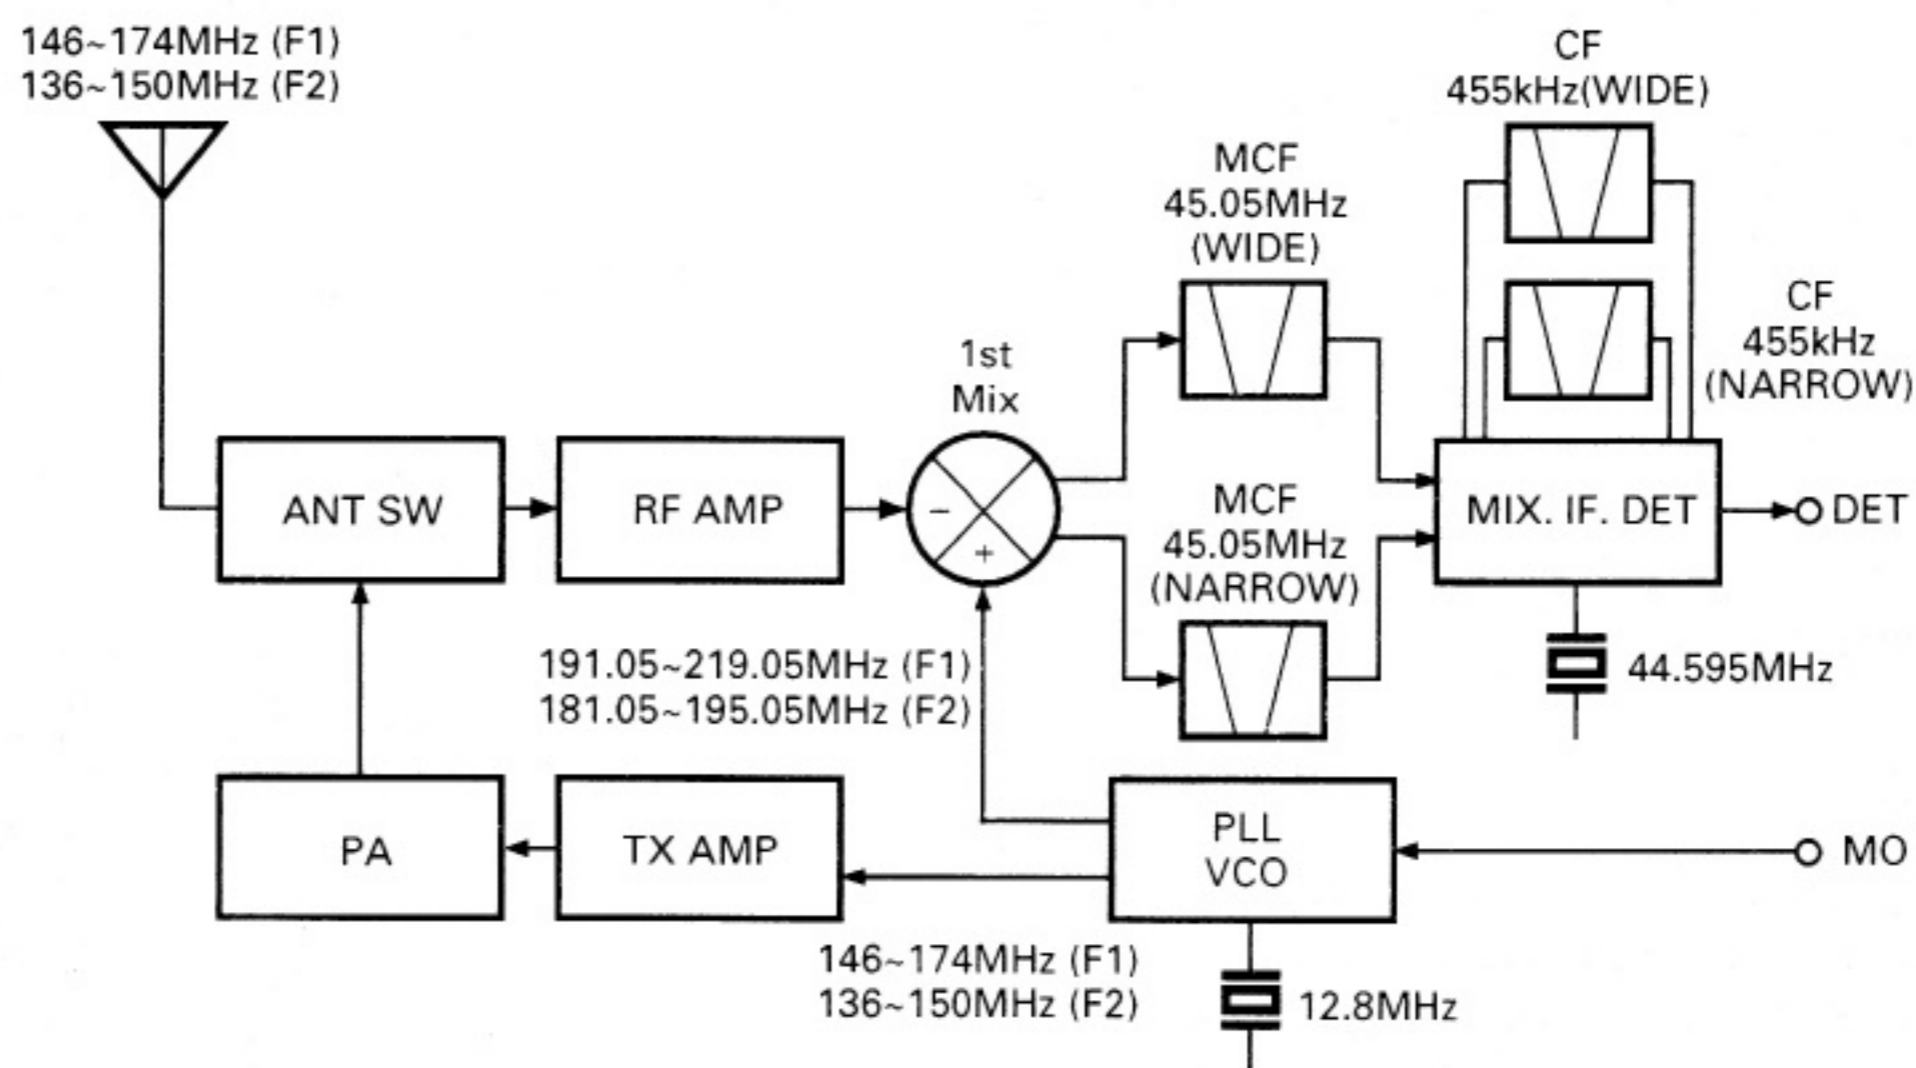 146~174MHz (F1)
136~150MHz (F2)
CF
455kHz(WIDE)
MCF
45.05MHz
(WIDE)
CF
455kHz
(NARROW)
1st
Mix
ANT SW
RF AMP
−
+
MCF
45.05MHz
(NARROW)
MIX. IF. DET
DET
191.05~219.05MHz (F1)
181.05~195.05MHz (F2)
44.595MHz
PA
TX AMP
PLL
VCO
MO
146~174MHz (F1)
136~150MHz (F2)
12.8MHz